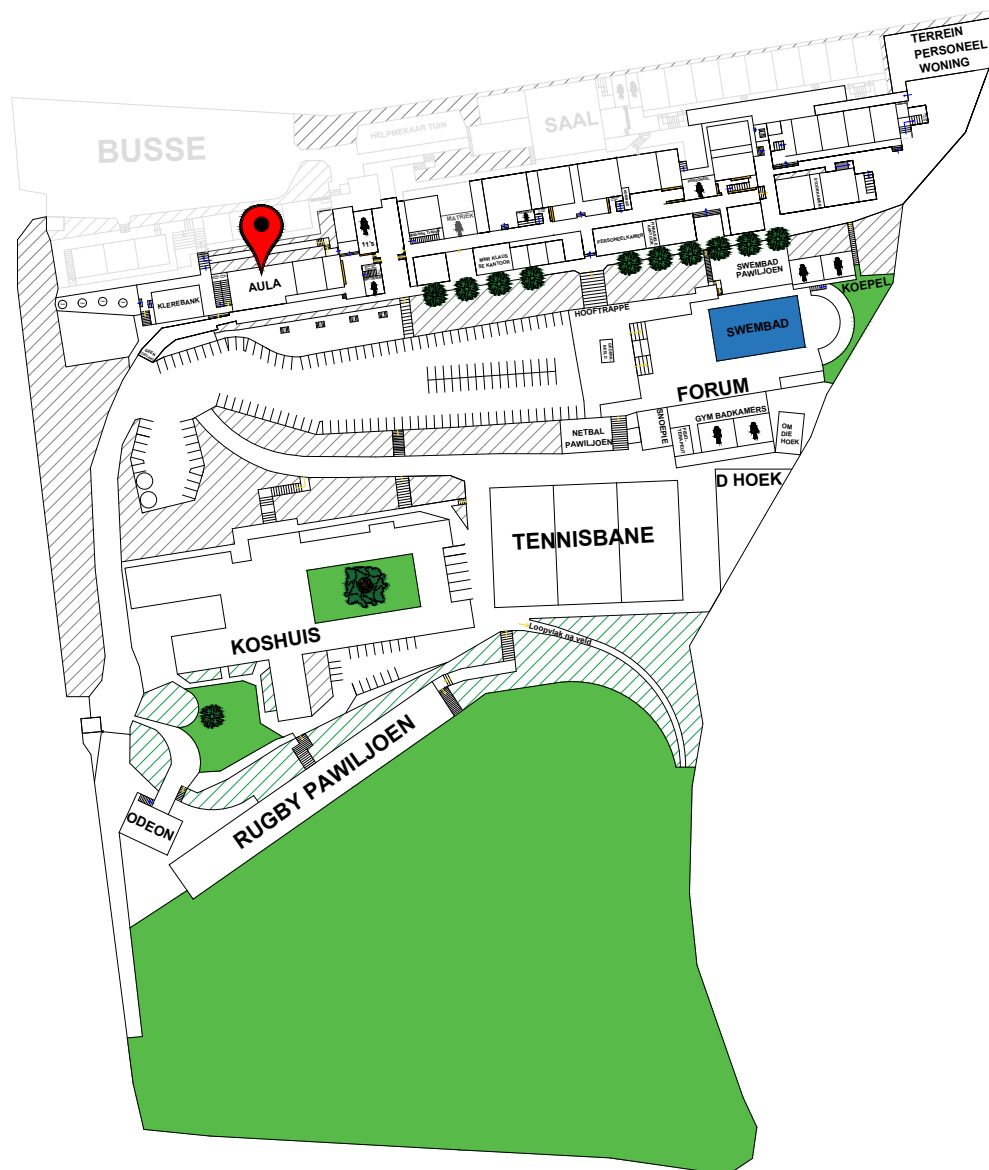 TERREIN
PERSONEEL
WONING
BUSSE
HELPMEKAAR TUIN
SAAL
MATRIEK
11's
PERSONEELKAMER
MNR KLAUS
SE KANTOOR
AULA
KLEREBANK
SWEMBAD
PAWILJOEN
KOEPEL
HOOFTRAPPE
SWEMBAD
FORUM
SNOEPIE
GYM BADKAMERS
OM
DIE
HOEK
NETBAL
PAWILJOEN
D HOEK
TENNISBANE
KOSHUIS
Loopvlak na veld
RUGBY PAWILJOEN
ODEON